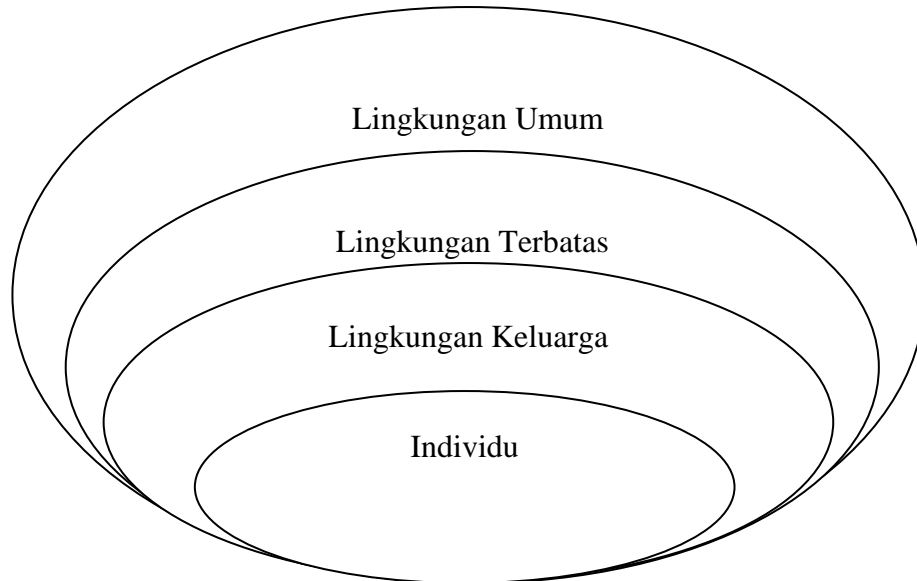 Lingkungan Umum
Lingkungan Terbatas
Lingkungan Keluarga
Individu